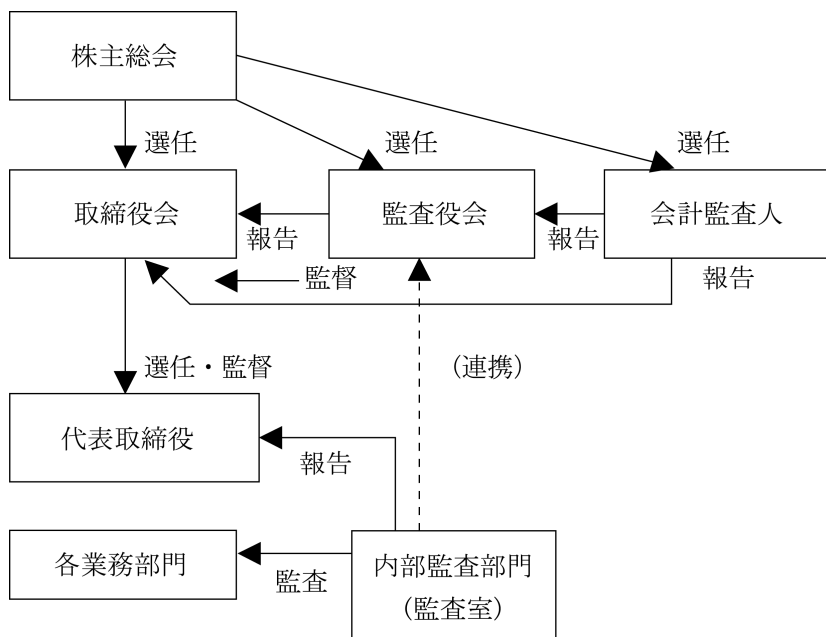 株主総会
選任
選任
選任
取締役会
監査役会
会計監査人
報告
報告
監督
報告
選任・監督
（連携）
代表取締役
報告
各業務部門
内部監査部門
監査
（監査室）